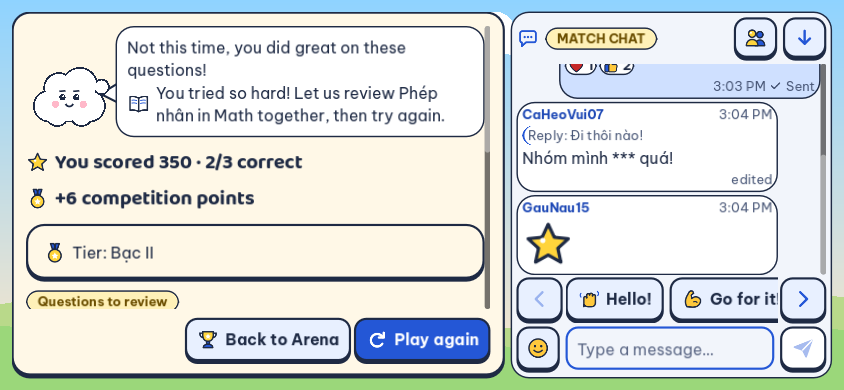 Not this time, you did great on these
questions!
You tried so hard! Let us review Phép
nhân in Math together, then try again.
You scored 350 · 2/3 correct
+6 competition points
Tier: Bạc II
Questions to review
Back to Arena
Play again
MATCH CHAT
3:03 PM ✓ Sent
CaHeoVui07 3:04 PM
Reply: Đi thôi nào!
Nhóm mình *** quá!
edited
GauNau15 3:04 PM
Hello!
Go for it!
Type a message...